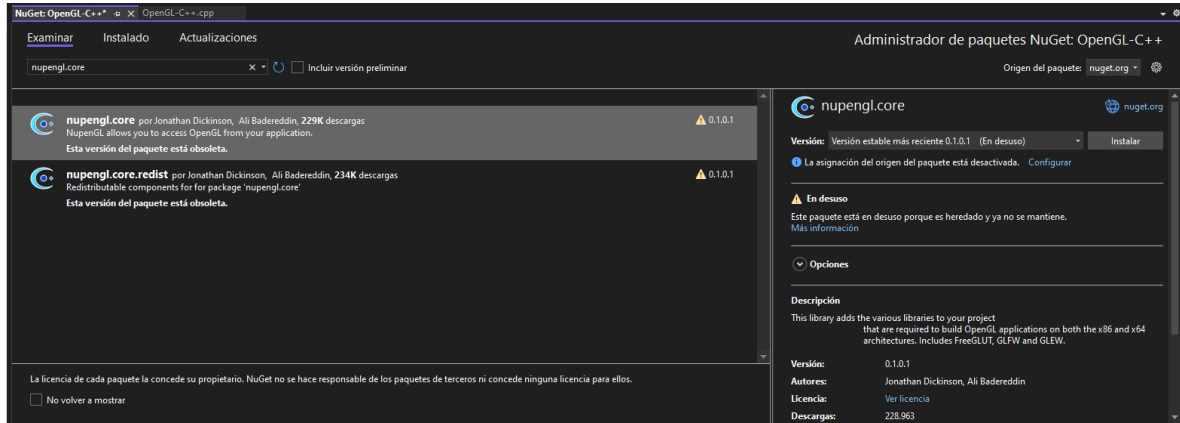 NuGet: OpenGL-C++* OpenGL-C++.cpp
Examinar Instalado Actualizaciones
Administrador de paquetes NuGet: OpenGL-C++
nupengl.core
Incluir versión preliminar
Origen del paquete: nuget.org
nupengl.core por Jonathan Dickinson, Ali Badereddin, 229K descargas
0.1.0.1
NupenGL allows you to access OpenGL from your application.
Esta versión del paquete está obsoleta.
nupengl.core.redist por Jonathan Dickinson, Ali Badereddin, 234K descargas
0.1.0.1
Redistributable components for for package 'nupengl.core'
Esta versión del paquete está obsoleta.
La licencia de cada paquete la concede su propietario. NuGet no se hace responsable de los paquetes de terceros ni concede ninguna licencia para ellos.
No volver a mostrar
nupengl.core
nuget.org
Versión: Versión estable más reciente 0.1.0.1 (En desuso)
Instalar
La asignación del origen del paquete está desactivada. Configurar
En desuso
Este paquete está en desuso porque es heredado y ya no se mantiene.
Más información
Opciones
Descripción
This library adds the various libraries to your project
that are required to build OpenGL applications on both the x86 and x64
architectures. Includes FreeGLUT, GLFW and GLEW.
Versión: 0.1.0.1
Autores: Jonathan Dickinson, Ali Badereddin
Licencia: Ver licencia
Descargas: 228.963